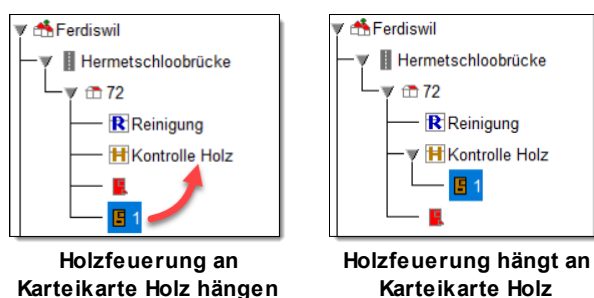 Ferdiswil
Hermetschloobrücke
72
R Reinigung
H Kontrolle Holz
1
Holzfeuerung an
Karteikarte Holz hängen
Ferdiswil
Hermetschloobrücke
72
R Reinigung
H Kontrolle Holz
1
Holzfeuerung hängt an
Karteikarte Holz